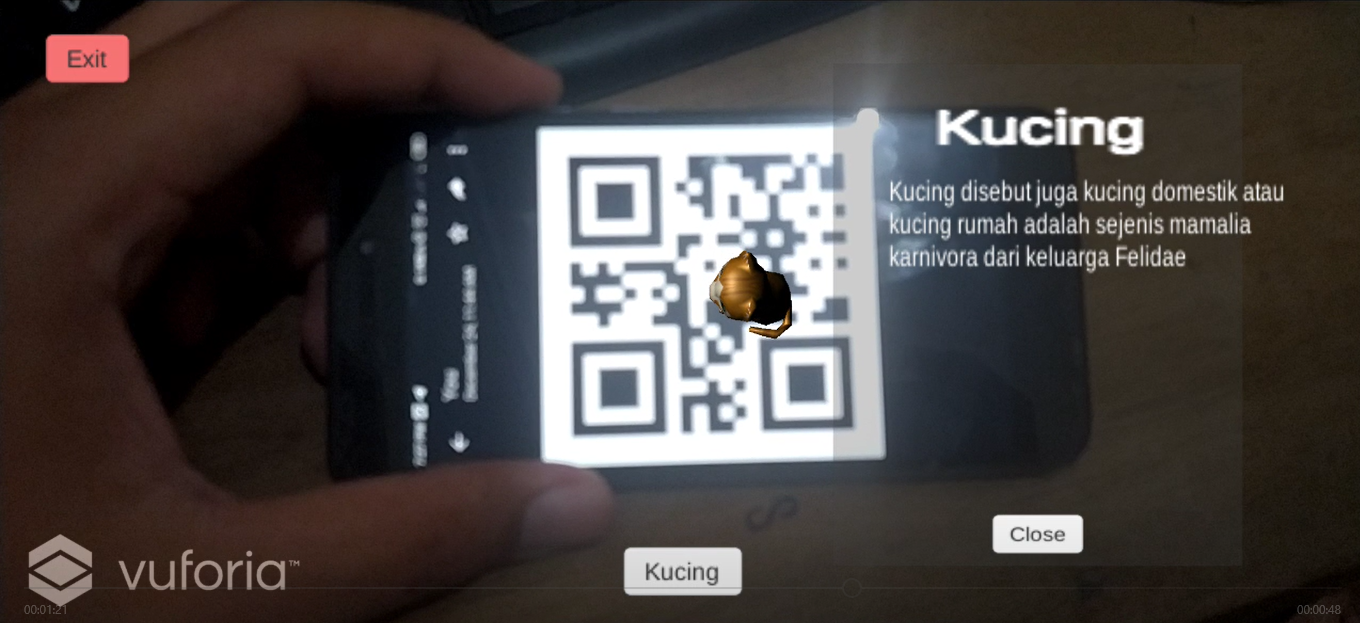 Exit
Kucing
Kucing disebut juga kucing domestik atau
kucing rumah adalah sejenis mamalia
karnivora dari keluarga Felidae
You
Close
Kucing
vuforia™
00:01:21
00:00:48